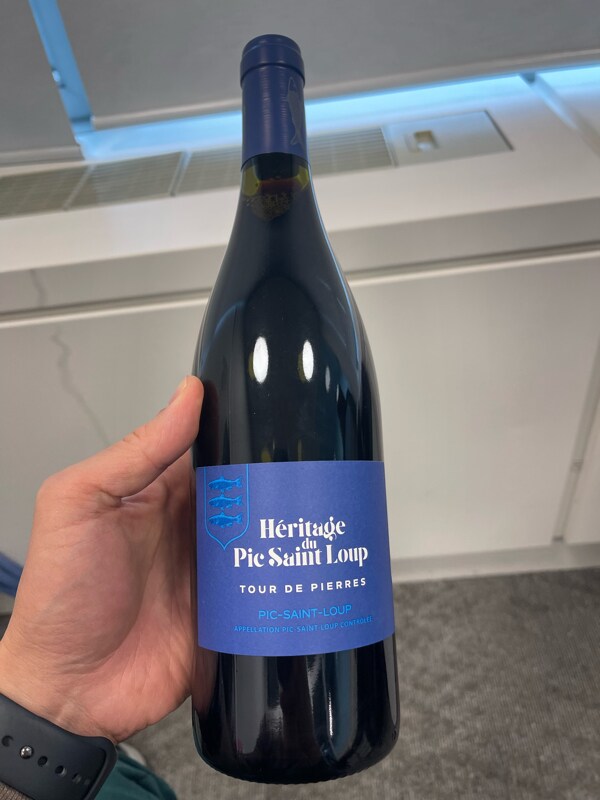 Héritage
du
Pic Saint Loup
TOUR DE PIERRES
PIC-SAINT-LOUP
APPELLATION PIC-SAINT-LOUP CONTRÔLÉE